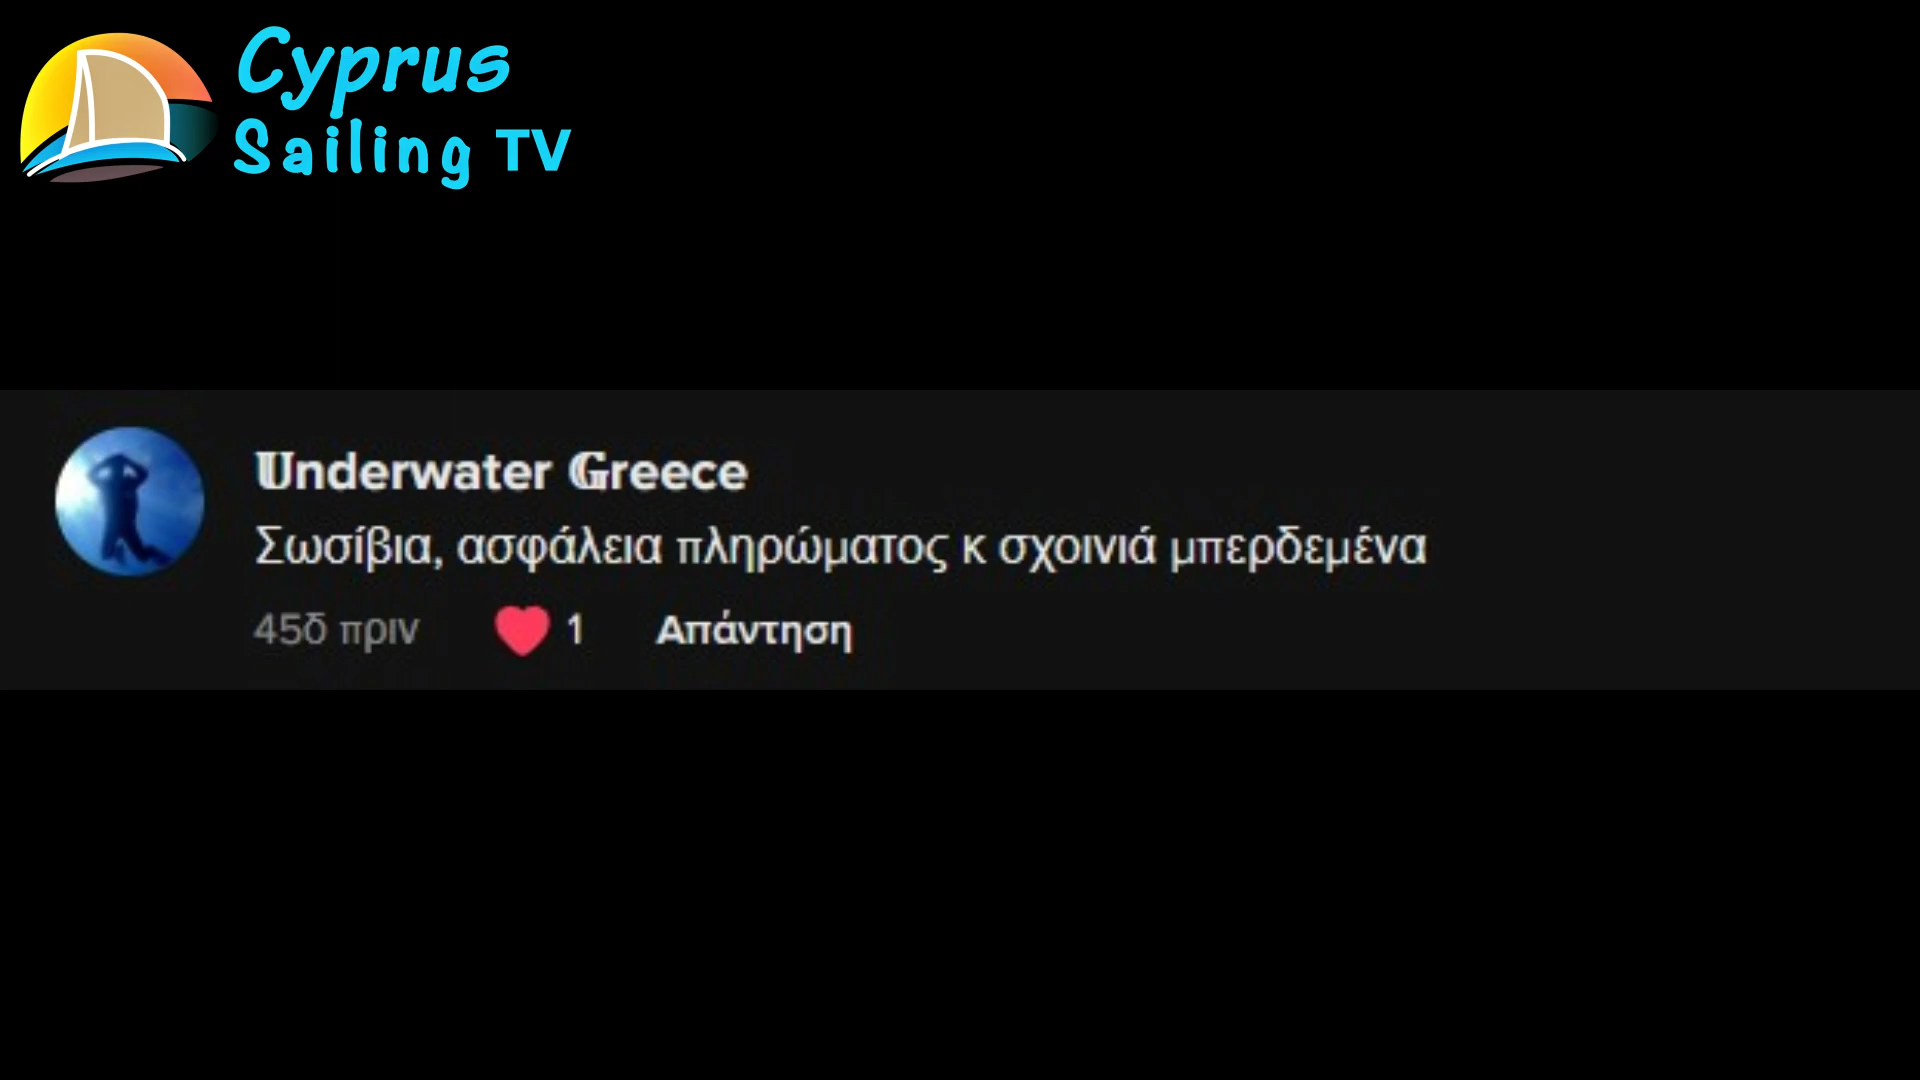 Cyprus
Sailing TV
𝕌nderwater 𝔾reece
Σωσίβια, ασφάλεια πληρώματος κ σχοινιά μπερδεμένα
45δ πριν 1 Απάντηση